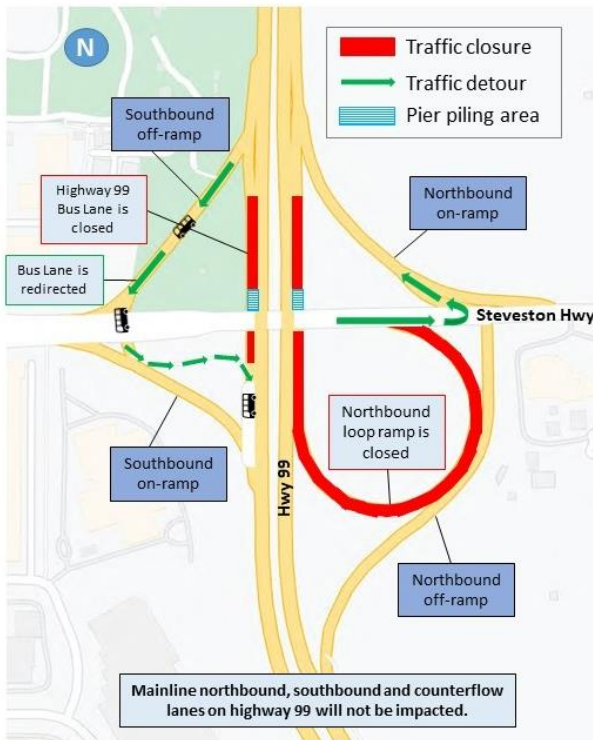 N
Traffic closure
Traffic detour
Pier piling area
Southbound
off-ramp
Highway 99
Bus Lane is
closed
Northbound
on-ramp
Bus Lane is
redirected
Steveston Hwy
Northbound
loop ramp is
closed
Southbound
on-ramp
Hwy 99
Northbound
off-ramp
Mainline northbound, southbound and counterflow
lanes on highway 99 will not be impacted.